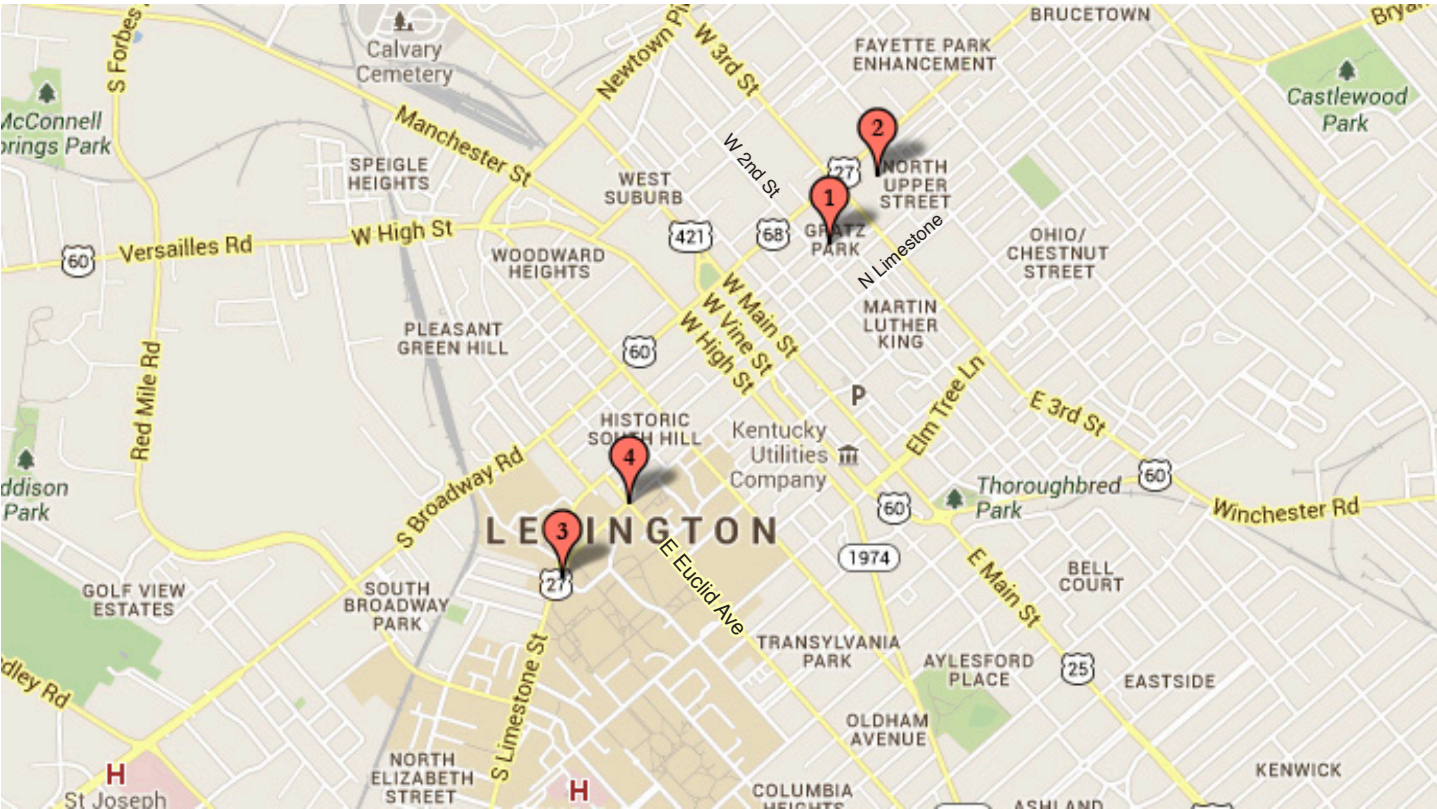 BRUCETOWN
S Forbes
Calvary
Cemetery
Newtown
W 3rd St
FAYETTE PARK
ENHANCEMENT
Castlewood
Park
McConnell
Springs Park
Manchester St
SPEIGLE
HEIGHTS
WEST
SUBURB
W 2nd St
2
27
NORTH
UPPER
STREET
1
GRATZ
PARK
N Limestone
OHIO/
CHESTNUT
STREET
60
Versailles Rd
W High St
421
68
WOODWARD
HEIGHTS
W Main St
W Vine St
W High St
MARTIN
LUTHER
KING
PLEASANT
GREEN HILL
60
P
Elm Tree Ln
E 3rd St
Red Mile Rd
HISTORIC
SOUTH HILL
Kentucky
Utilities
Company
4
S Broadway Rd
60
Thoroughbred
Park
60
Winchester Rd
ddison
Park
LEXINGTON
3
27
E Euclid Ave
1974
E Main St
BELL
COURT
GOLF VIEW
ESTATES
SOUTH
BROADWAY
PARK
TRANSYLVANIA
PARK
AYLESFORD
PLACE
25
EASTSIDE
dley Rd
S Limestone St
OLDHAM
AVENUE
NORTH
ELIZABETH
STREET
H
St Joseph
H
COLUMBIA
HEIGHTS
ASHLAND
KENWICK